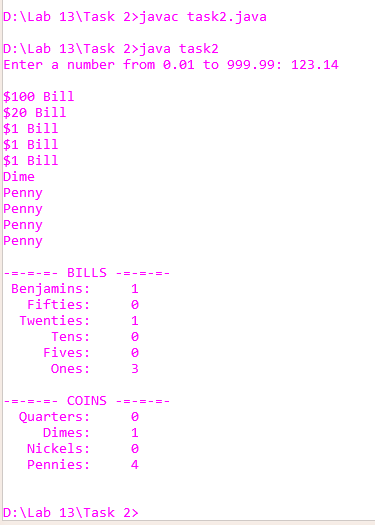 D:\Lab 13\Task 2>javac task2.java
D:\Lab 13\Task 2>java task2
Enter a number from 0.01 to 999.99: 123.14
$100 Bill
$20 Bill
$1 Bill
$1 Bill
$1 Bill
Dime
Penny
Penny
Penny
Penny
-=-=-=- BILLS -=-=-=-
Benjamins: 1
Fifties: 0
Twenties: 1
Tens: 0
Fives: 0
Ones: 3
-=-=-=- COINS -=-=-=-
Quarters: 0
Dimes: 1
Nickels: 0
Pennies: 4
D:\Lab 13\Task 2>